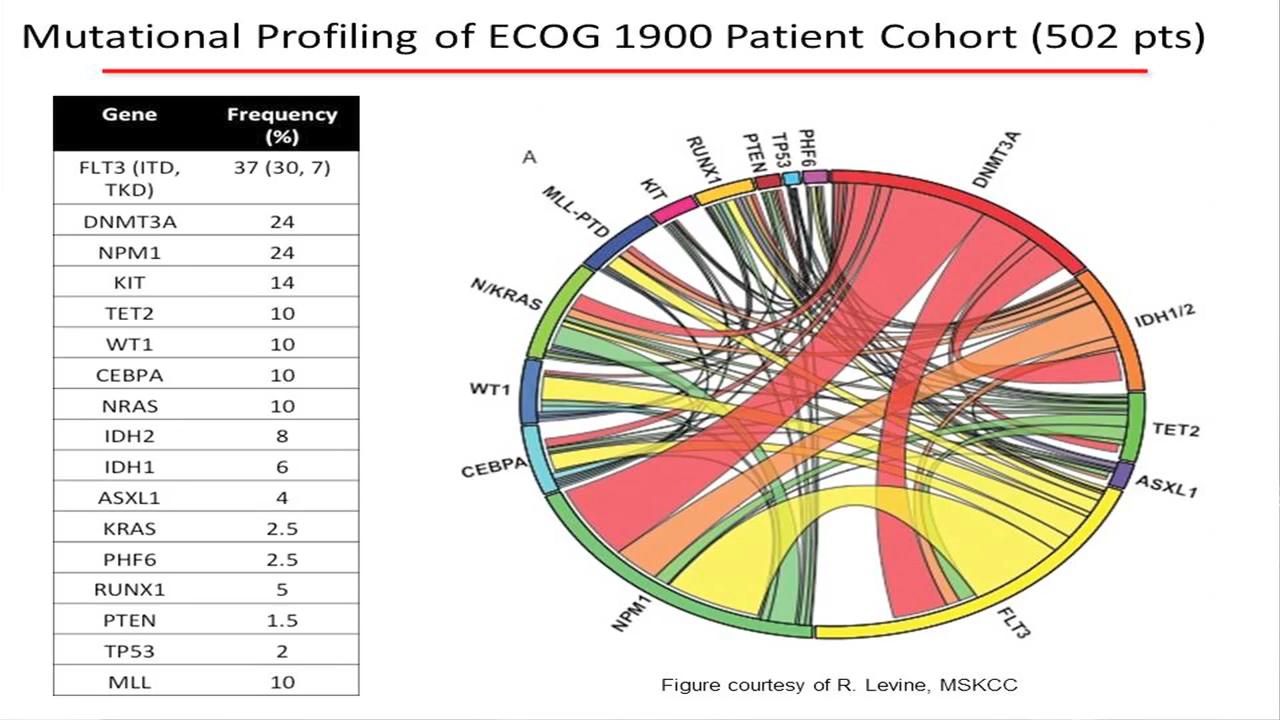 Mutational Profiling of ECOG 1900 Patient Cohort (502 pts)
Gene Frequency
(%)
FLT3 (ITD, 37 (30, 7)
TKD)
DNMT3A 24
NPM1 24
KIT 14
TET2 10
WT1 10
CEBPA 10
NRAS 10
IDH2 8
IDH1 6
ASXL1 4
KRAS 2.5
PHF6 2.5
RUNX1 5
PTEN 1.5
TP53 2
MLL 10
A
MLL-PTD
KIT
RUNX1
PTEN
TP53
PHF6
DNMT3A
IDH1/2
TET2
ASXL1
FLT3
NPM1
CEBPA
WT1
N/KRAS
Figure courtesy of R. Levine, MSKCC